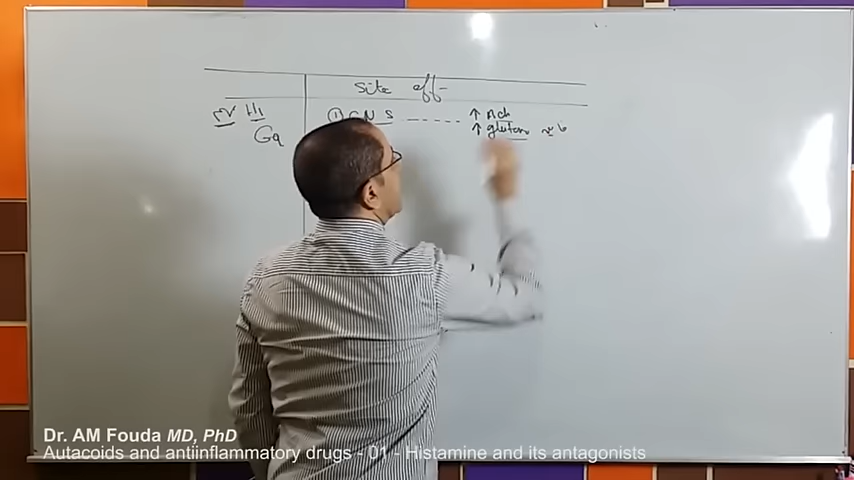 Site eff
H1 ① CNS ------ ↑ Ach
Gq ↑ glutam
Dr. AM Fouda MD, PhD
Autacoids and antiinflammatory drugs - 01 - Histamine and its antagonists